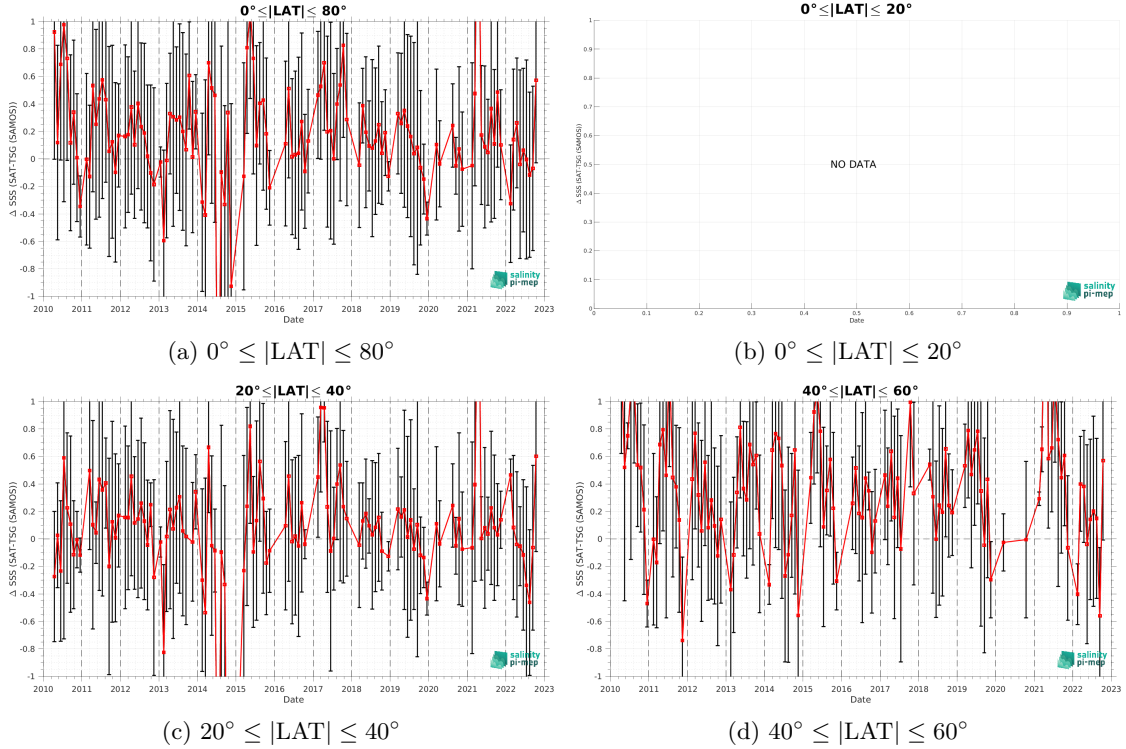 0°≤|LAT|≤ 80°
Δ SSS (SAT-TSG (SAMOS))
1
0.8
0.6
0.4
0.2
0
-0.2
-0.4
-0.6
-0.8
-1
2010 2011 2012 2013 2014 2015 2016 2017 2018 2019 2020 2021 2022 2023
Date
salinity
pi-mep
(a) 0° ≤ |LAT| ≤ 80°
0°≤|LAT|≤ 20°
Δ SSS (SAT-TSG (SAMOS))
1
0.9
0.8
0.7
0.6
0.5
0.4
0.3
0.2
0.1
0
NO DATA
0 0.1 0.2 0.3 0.4 0.5 0.6 0.7 0.8 0.9 1
Date
salinity
pi-mep
(b) 0° ≤ |LAT| ≤ 20°
20°≤|LAT|≤ 40°
Δ SSS (SAT-TSG (SAMOS))
1
0.8
0.6
0.4
0.2
0
-0.2
-0.4
-0.6
-0.8
-1
2010 2011 2012 2013 2014 2015 2016 2017 2018 2019 2020 2021 2022 2023
Date
salinity
pi-mep
(c) 20° ≤ |LAT| ≤ 40°
40°≤|LAT|≤ 60°
Δ SSS (SAT-TSG (SAMOS))
1
0.8
0.6
0.4
0.2
0
-0.2
-0.4
-0.6
-0.8
-1
2010 2011 2012 2013 2014 2015 2016 2017 2018 2019 2020 2021 2022 2023
Date
salinity
pi-mep
(d) 40° ≤ |LAT| ≤ 60°